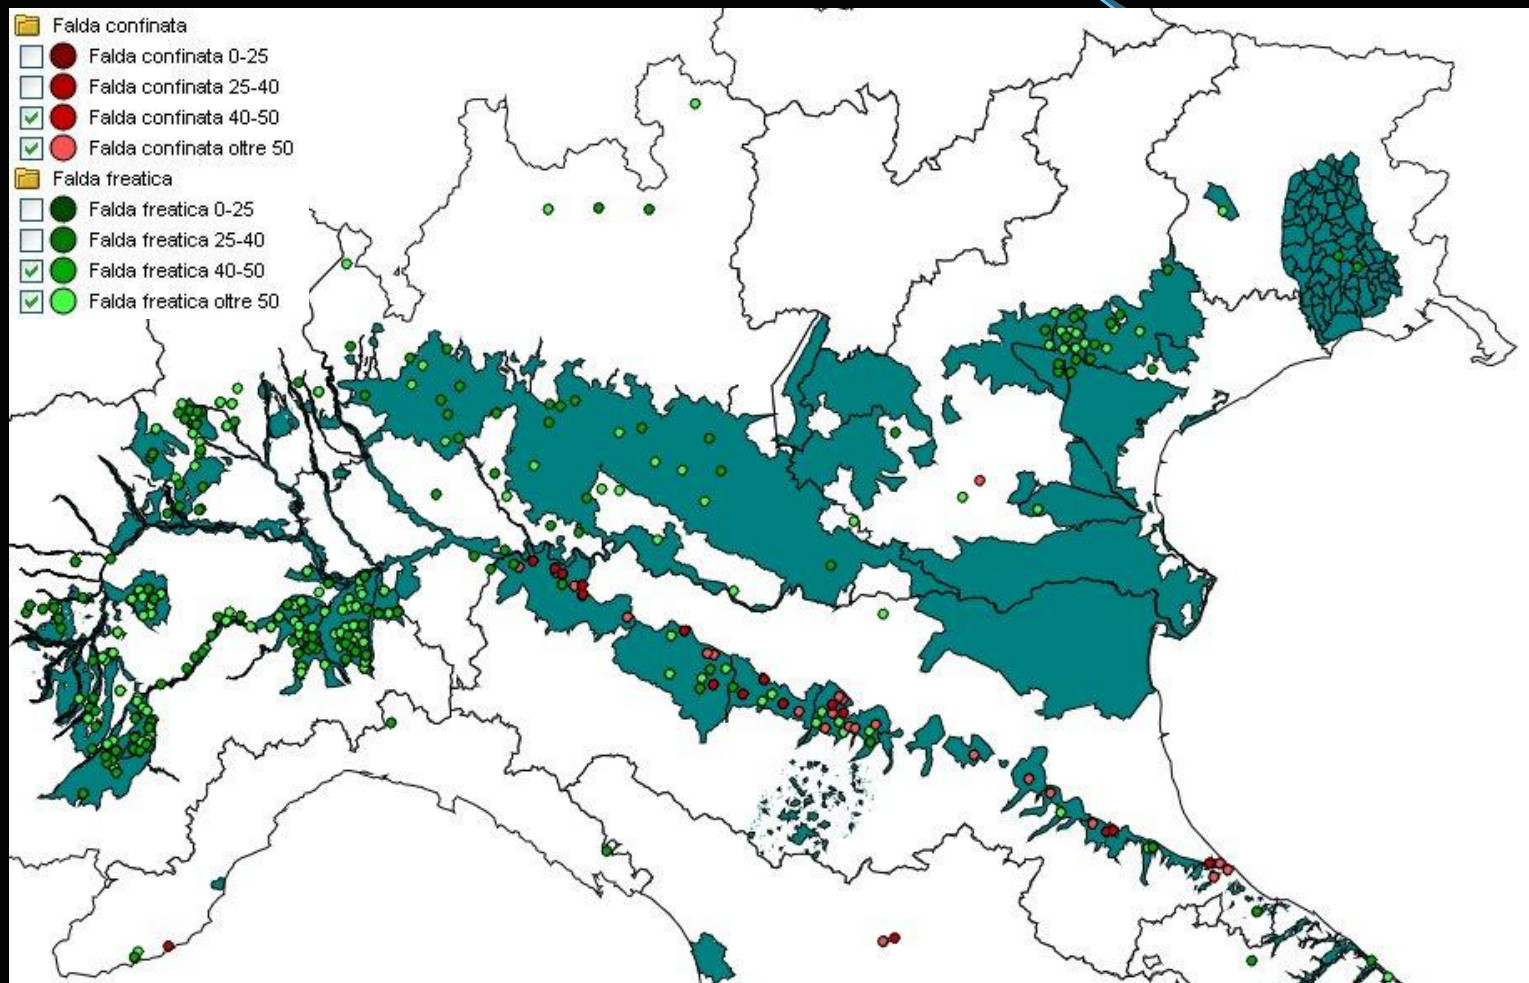 Falda confinata
Falda confinata 0-25
Falda confinata 25-40
Falda confinata 40-50
Falda confinata oltre 50
Falda freatica
Falda freatica 0-25
Falda freatica 25-40
Falda freatica 40-50
Falda freatica oltre 50